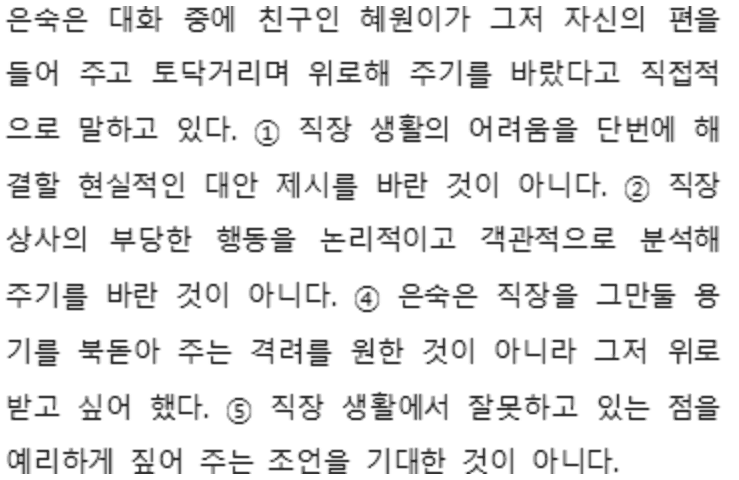 은숙은 대화 중에 친구인 혜원이가 그저 자신의 편을
들어 주고 토닥거리며 위로해 주기를 바랐다고 직접적
으로 말하고 있다. ① 직장 생활의 어려움을 단번에 해
결할 현실적인 대안 제시를 바란 것이 아니다. ② 직장
상사의 부당한 행동을 논리적이고 객관적으로 분석해
주기를 바란 것이 아니다. ④ 은숙은 직장을 그만둘 용
기를 북돋아 주는 격려를 원한 것이 아니라 그저 위로
받고 싶어 했다. ⑤ 직장 생활에서 잘못하고 있는 점을
예리하게 짚어 주는 조언을 기대한 것이 아니다.